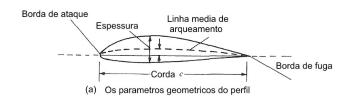 Borda de ataque
Espessura
Linha media de
arqueamento
Borda de fuga
Corda c
(a) Os parametros geometricos do perfil